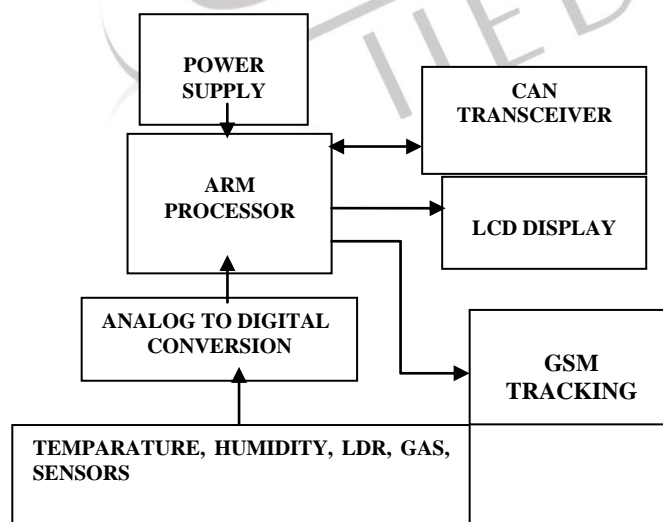 POWER
SUPPLY
CAN
TRANSCEIVER
ARM
PROCESSOR
LCD DISPLAY
ANALOG TO DIGITAL
CONVERSION
GSM
TRACKING
TEMPARATURE, HUMIDITY, LDR, GAS,
SENSORS